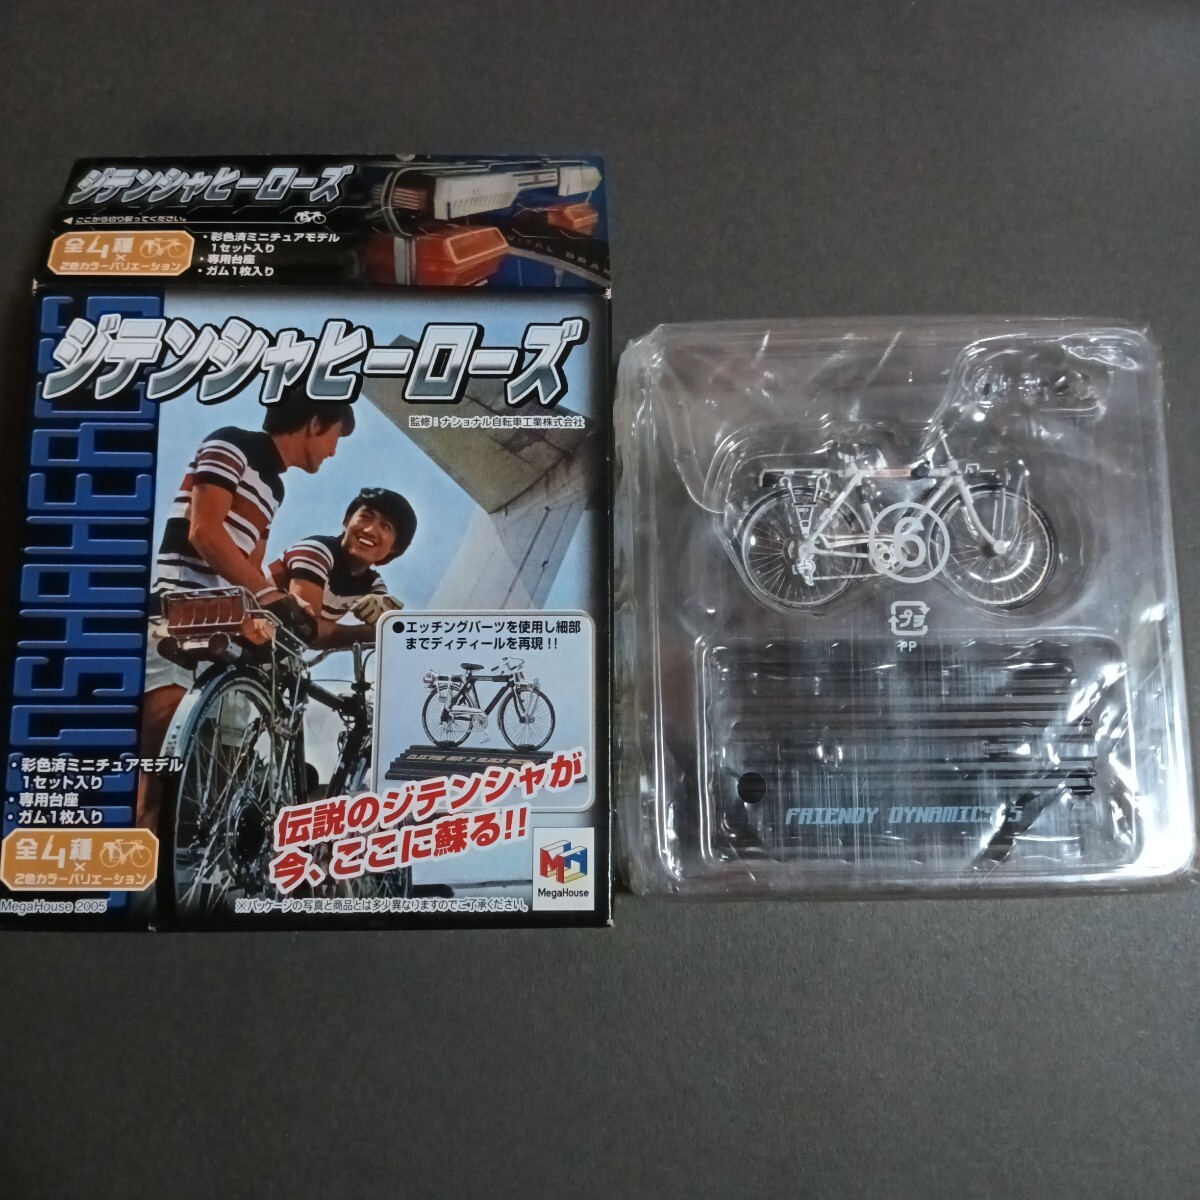 ジテンシャヒーローズ
◀ここから切り取ってください。
全4種
×
2色カラーバリエーション
・彩色済ミニチュアモデル
1セット入り
・専用台座
・ガム1枚入り
ジテンシャヒーローズ
監修：ナショナル自転車工業株式会社
●エッチングパーツを使用し細部
までディティールを再現!!
・彩色済ミニチュアモデル
1セット入り
・専用台座
・ガム1枚入り
伝説のジテンシャが
今、ここに蘇る!!
全4種
×
2色カラーバリエーション
MegaHouse
MegaHouse 2005
※パッケージの写真と商品とは多少異なりますのでご了承ください。
6
プラ
PP
FRIENDY DYNAMIC